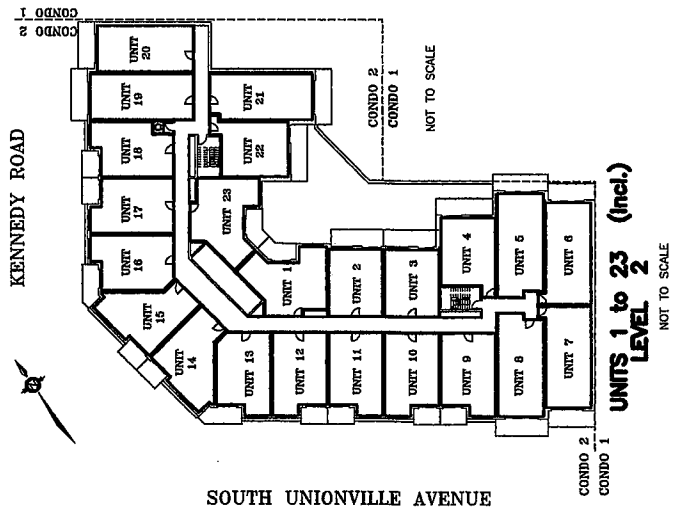 CONDO 1
CONDO 2
UNIT
20
UNIT
19
UNIT
21
UNIT
18
UNIT
22
UNIT
17
UNIT 23
UNIT
16
UNIT
15
UNIT
14
UNIT 1
UNIT 2
UNIT 3
UNIT 4
UNIT 5
UNIT 6
UNIT 13
UNIT 12
UNIT 11
UNIT 10
UNIT 9
UNIT 8
UNIT 7
CONDO 2
CONDO 1
NOT TO SCALE
KENNEDY ROAD
UNITS 1 to 23 (Incl.)
LEVEL 2
NOT TO SCALE
CONDO 2
CONDO 1
SOUTH UNIONVILLE AVENUE